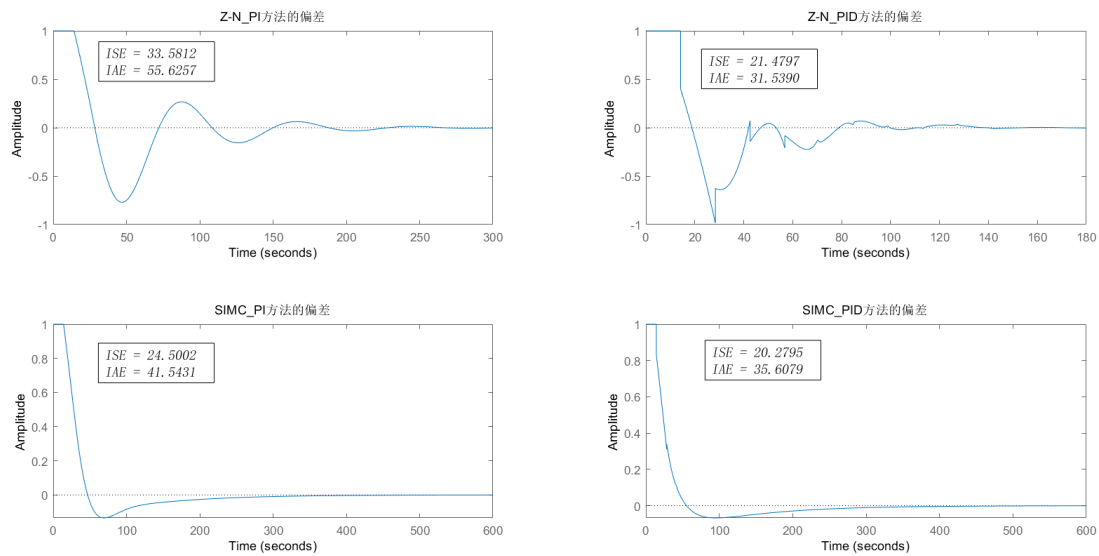 Z-N_PI方法的偏差
1
0.5
0
-0.5
-1
Amplitude
ISE = 33.5812
IAE = 55.6257
0 50 100 150 200 250 300
Time (seconds)
Z-N_PID方法的偏差
1
0.5
0
-0.5
-1
Amplitude
ISE = 21.4797
IAE = 31.5390
0 20 40 60 80 100 120 140 160 180
Time (seconds)
SIMC_PI方法的偏差
1
0.8
0.6
0.4
0.2
0
Amplitude
ISE = 24.5002
IAE = 41.5431
0 100 200 300 400 500 600
Time (seconds)
SIMC_PID方法的偏差
1
0.8
0.6
0.4
0.2
0
Amplitude
ISE = 20.2795
IAE = 35.6079
0 100 200 300 400 500 600
Time (seconds)